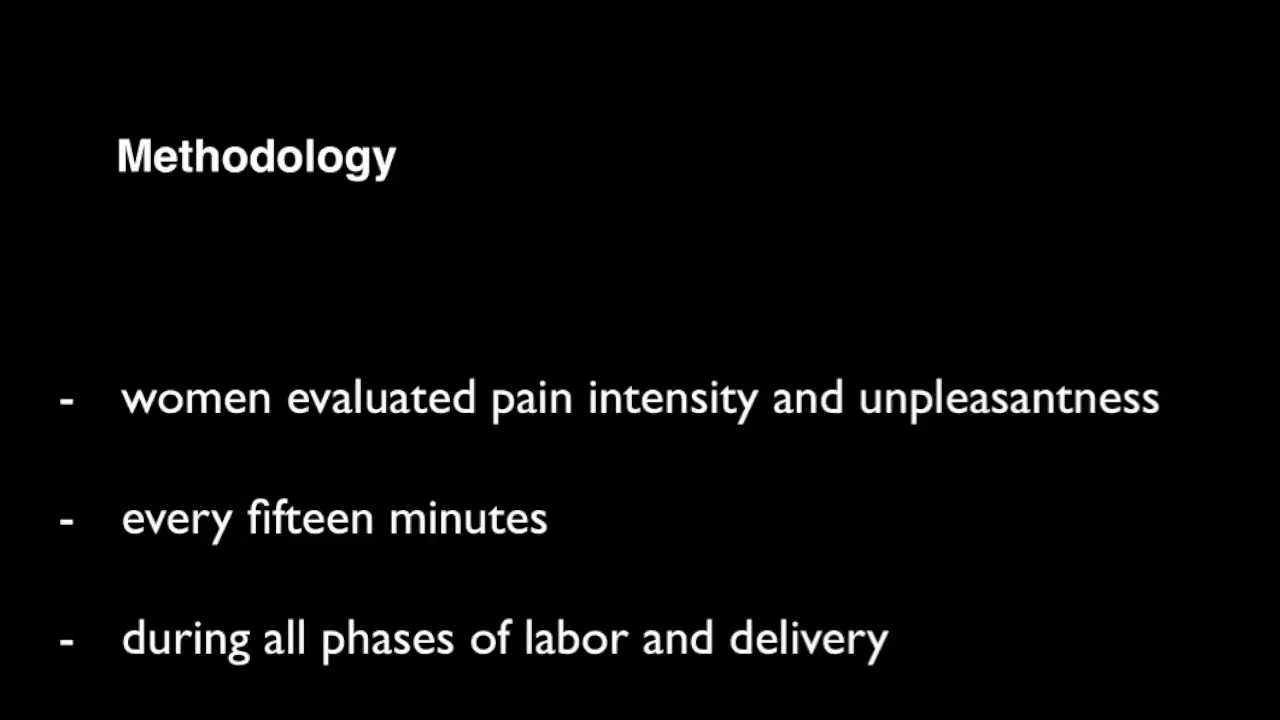 Methodology
- women evaluated pain intensity and unpleasantness
- every fifteen minutes
- during all phases of labor and delivery